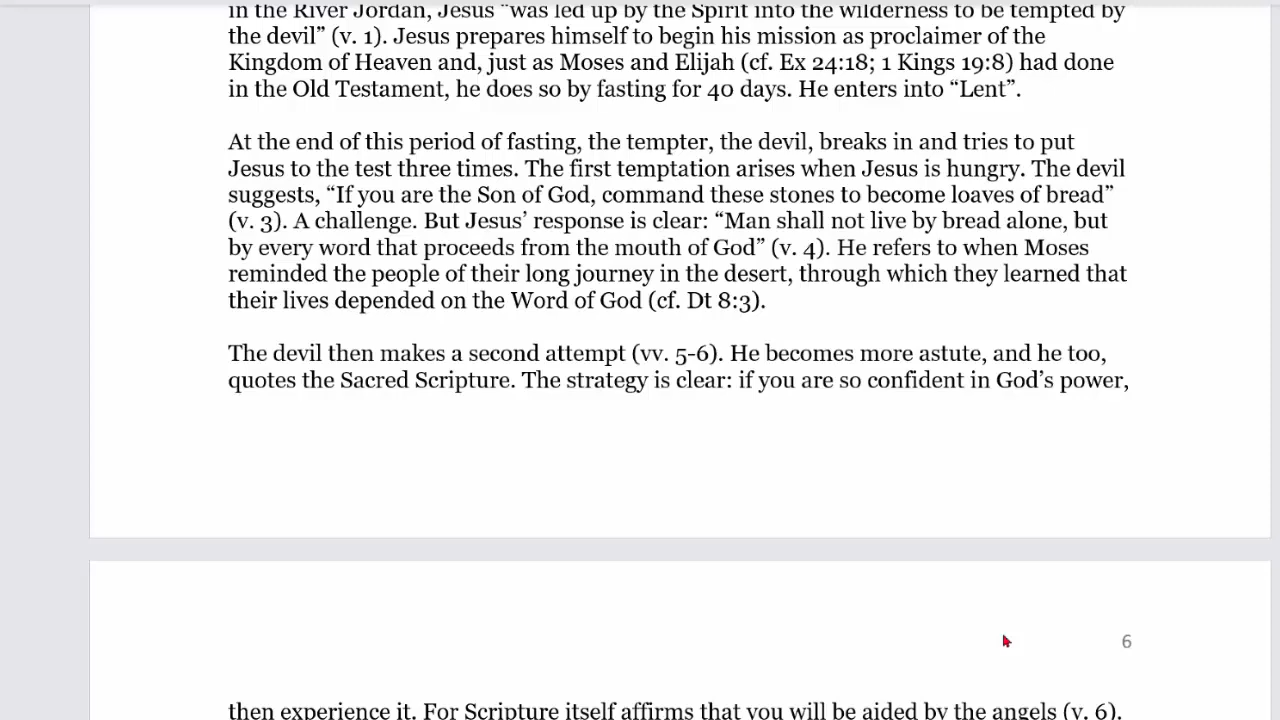 in the River Jordan, Jesus “was led up by the Spirit into the wilderness to be tempted by
the devil” (v. 1). Jesus prepares himself to begin his mission as proclaimer of the
Kingdom of Heaven and, just as Moses and Elijah (cf. Ex 24:18; 1 Kings 19:8) had done
in the Old Testament, he does so by fasting for 40 days. He enters into “Lent”.
At the end of this period of fasting, the tempter, the devil, breaks in and tries to put
Jesus to the test three times. The first temptation arises when Jesus is hungry. The devil
suggests, “If you are the Son of God, command these stones to become loaves of bread”
(v. 3). A challenge. But Jesus’ response is clear: “Man shall not live by bread alone, but
by every word that proceeds from the mouth of God” (v. 4). He refers to when Moses
reminded the people of their long journey in the desert, through which they learned that
their lives depended on the Word of God (cf. Dt 8:3).
The devil then makes a second attempt (vv. 5-6). He becomes more astute, and he too,
quotes the Sacred Scripture. The strategy is clear: if you are so confident in God’s power,
6
then experience it. For Scripture itself affirms that you will be aided by the angels (v. 6).